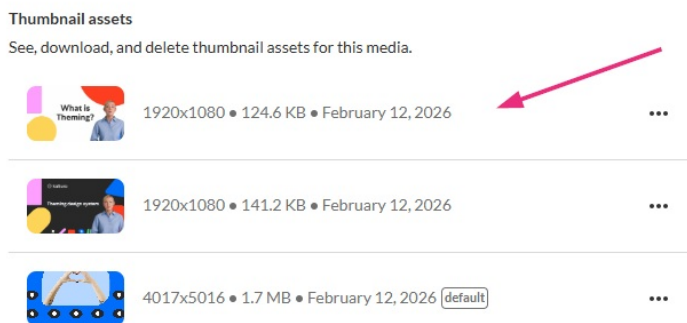 Thumbnail assets
See, download, and delete thumbnail assets for this media.
What is
Theming?
1920x1080 • 124.6 KB • February 12, 2026
•••
Theming design system
1920x1080 • 141.2 KB • February 12, 2026
•••
4017x5016 • 1.7 MB • February 12, 2026 default
•••